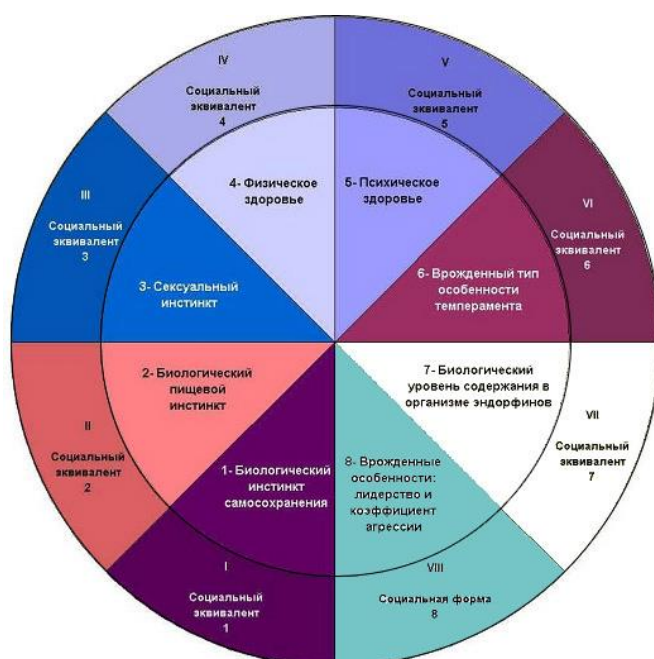 IV
Социальный
эквивалент
4
V
Социальный
эквивалент
5
III
Социальный
эквивалент
3
4- Физическое
здоровье
5- Психическое
здоровье
VI
Социальный
эквивалент
6
3- Сексуальный
инстинкт
6- Врожденный тип
особенности
темперамента
2- Биологический
пищевой
инстинкт
7- Биологический
уровень содержания в
организме эндорфинов
II
Социальный
эквивалент
2
VII
Социальный
эквивалент
7
1- Биологический
инстинкт
самосохранения
8- Врожденные
особенности:
лидерство и
коэффициент
агрессии
I
Социальный
эквивалент
1
VIII
Социальная форма
8